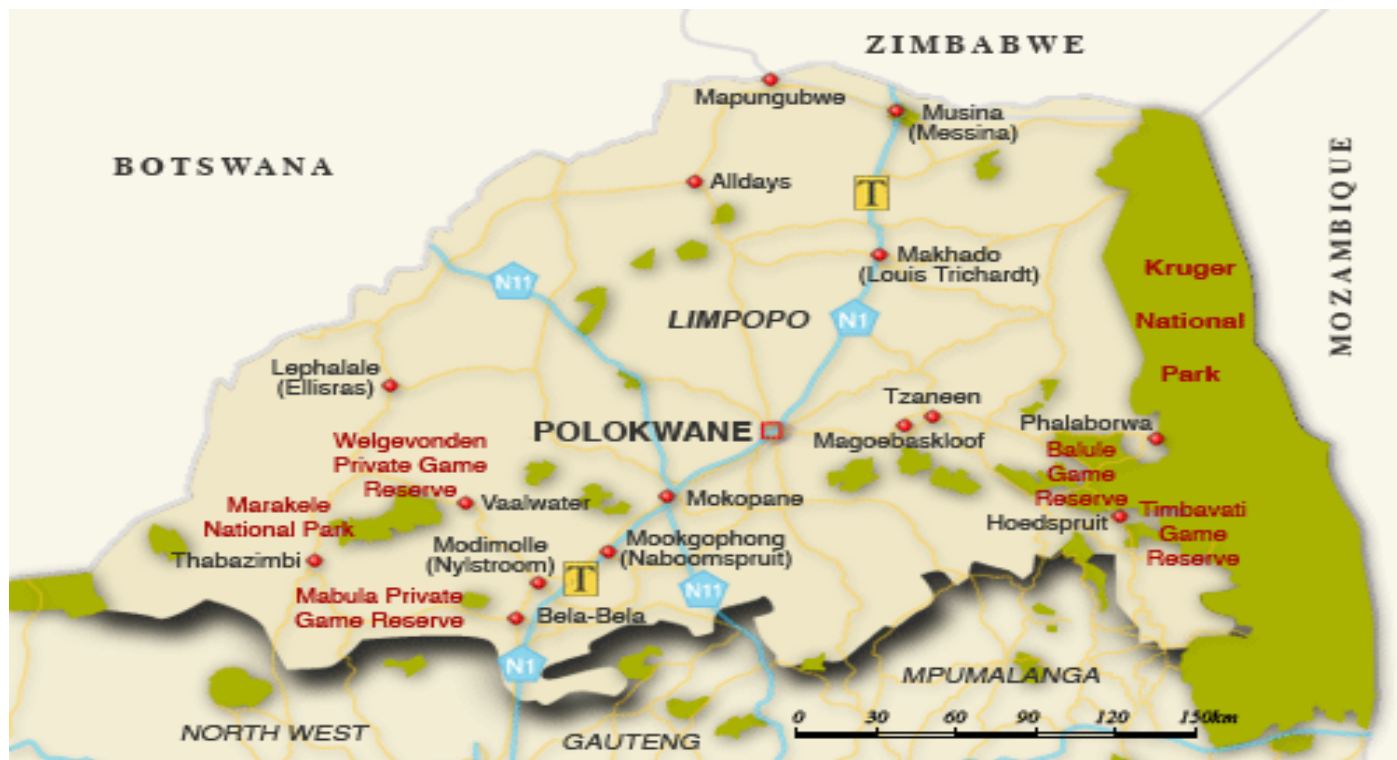 ZIMBABWE
Mapungubwe
Musina
(Messina)
BOTSWANA
MOZAMBIQUE
Alldays
T
Makhado
(Louis Trichardt)
Kruger
National
Park
N11
LIMPOPO
N1
Lephalale
(Ellisras)
Tzaneen
POLOKWANE
Magoebaskloof
Phalaborwa
Welgevonden
Private Game
Reserve
Balule
Game
Reserve
Marakele
National Park
Vaalwater
Mokopane
Hoedspruit
Timbavati
Game
Reserve
Thabazimbi
Modimolle
(Nylstroom)
Mookgophong
(Naboomspruit)
T
N11
Mabula Private
Game Reserve
Bela-Bela
N1
MPUMALANGA
NORTH WEST
GAUTENG
0 30 60 90 120 150km